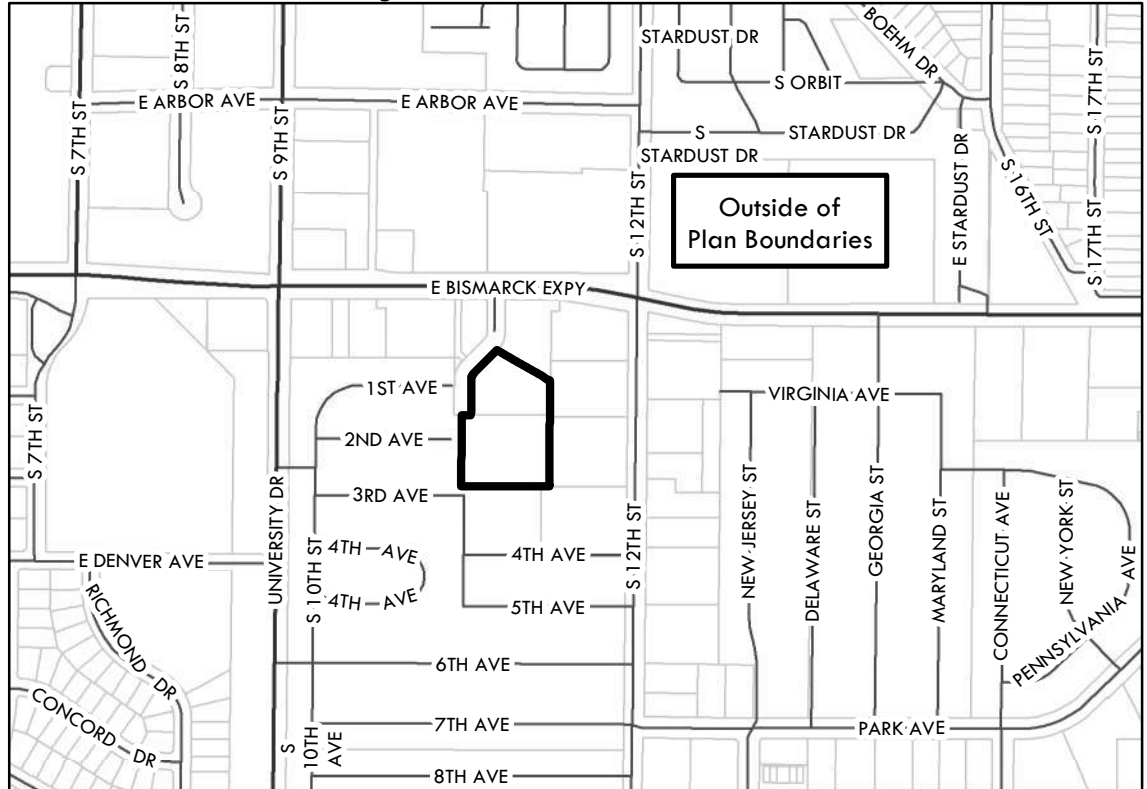 STARDUST DR
BOEHM DR
S 8TH ST
S ORBIT
E ARBOR AVE
E ARBOR AVE
S 17TH ST
S 7TH ST
S 9TH ST
S
STARDUST DR
STARDUST DR
E STARDUST DR
S 16TH ST
S 12TH ST
Outside of
Plan Boundaries
S 17TH ST
E BISMARCK EXPY
1ST AVE
VIRGINIA AVE
2ND AVE
S 7TH ST
3RD AVE
UNIVERSITY DR
S 10TH ST
4TH AVE
4TH AVE
S 12TH ST
NEW JERSEY ST
DELAWARE ST
GEORGIA ST
MARYLAND ST
CONNECTICUT AVE
NEW YORK ST
AVE
PENNSYLVANIA
E DENVER AVE
4TH AVE
5TH AVE
RICHMOND DR
6TH AVE
CONCORD DR
7TH AVE
PARK AVE
S
10TH
AVE
8TH AVE